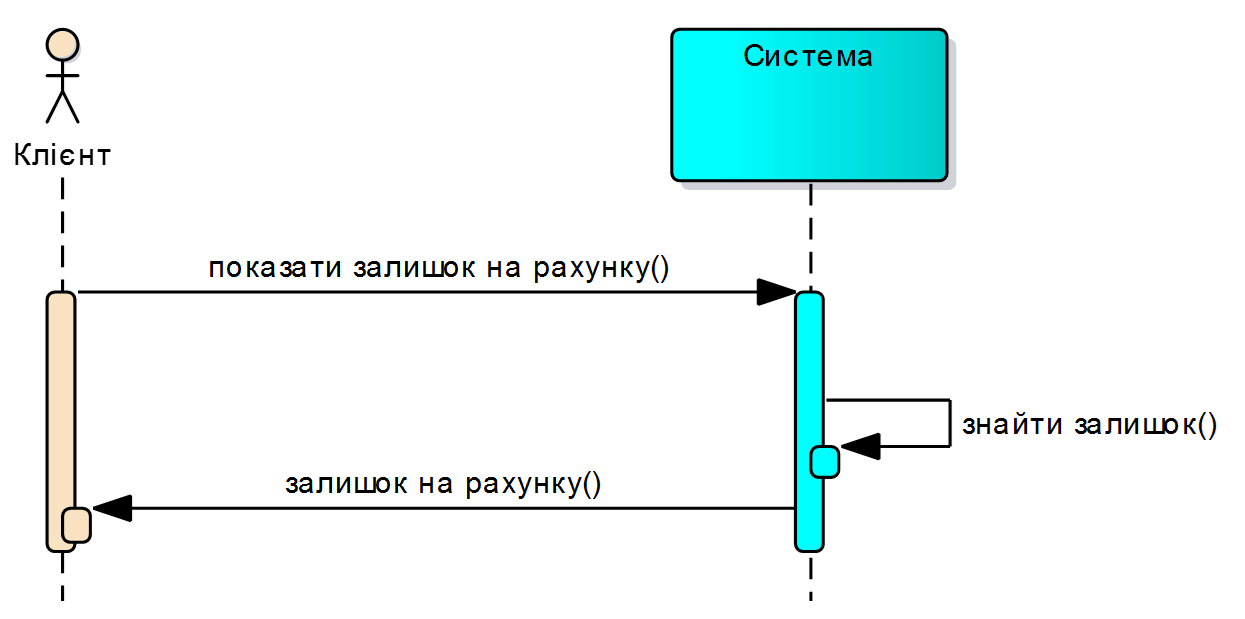 Система
Клієнт
показати залишок на рахунку()
знайти залишок()
залишок на рахунку()